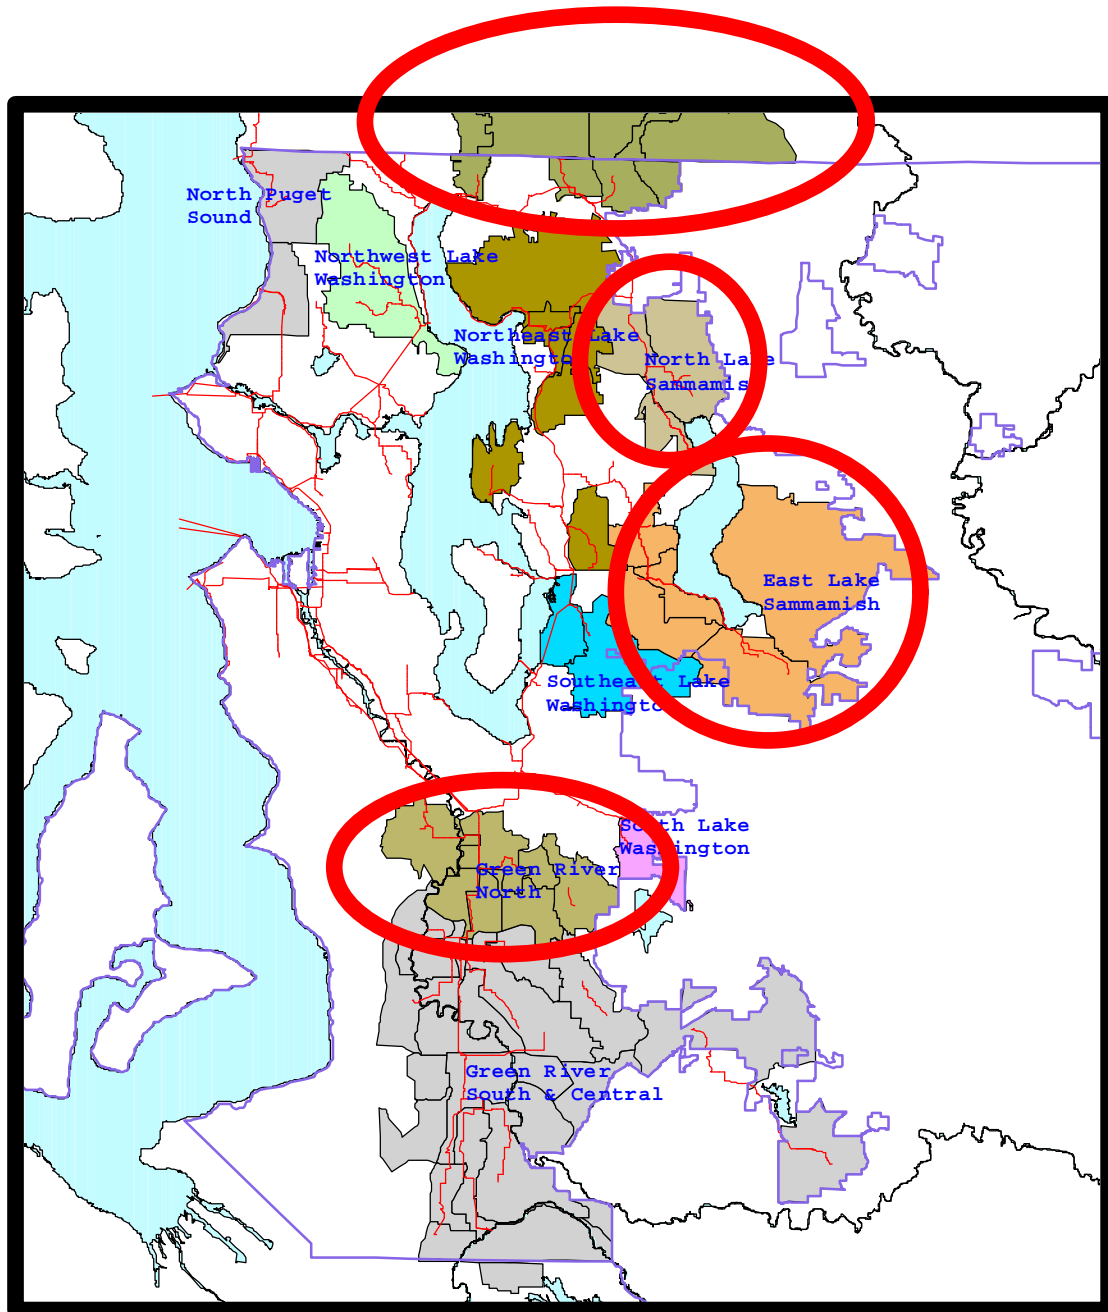 North Puget
Sound
Northwest Lake
Washington
Northeast Lake
Washington
North Lake
Sammamish
East Lake
Sammamish
Southeast Lake
Washington
South Lake
Washington
Green River
North
Green River
South & Central